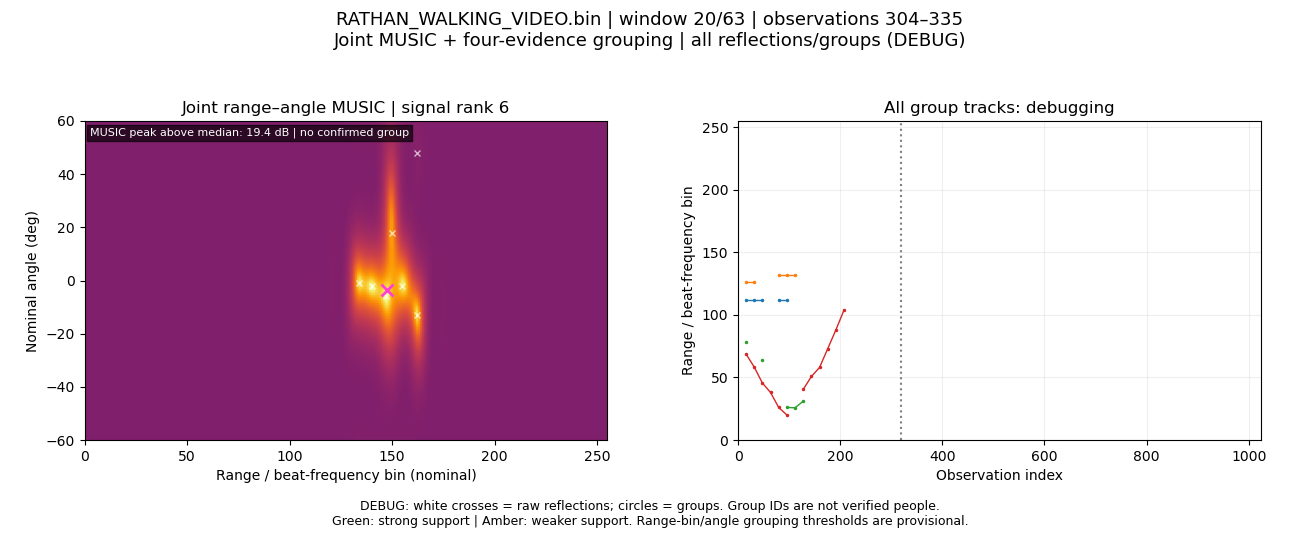 RATHAN_WALKING_VIDEO.bin | window 20/63 | observations 304–335
Joint MUSIC + four-evidence grouping | all reflections/groups (DEBUG)
Joint range–angle MUSIC | signal rank 6
MUSIC peak above median: 19.4 dB | no confirmed group
60
40
20
0
−20
−40
−60
Nominal angle (deg)
0
50
100
150
200
250
Range / beat-frequency bin (nominal)
All group tracks: debugging
250
200
150
100
50
0
Range / beat-frequency bin
0
200
400
600
800
1000
Observation index
DEBUG: white crosses = raw reflections; circles = groups. Group IDs are not verified people.
Green: strong support | Amber: weaker support. Range-bin/angle grouping thresholds are provisional.